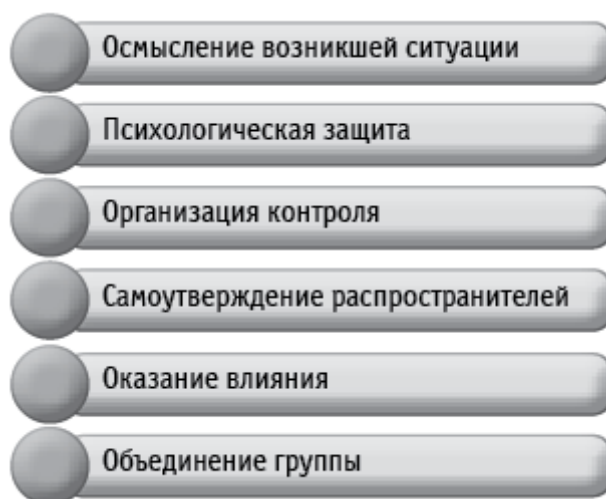 Осмысление возникшей ситуации
Психологическая защита
Организация контроля
Самоутверждение распространителей
Оказание влияния
Объединение группы